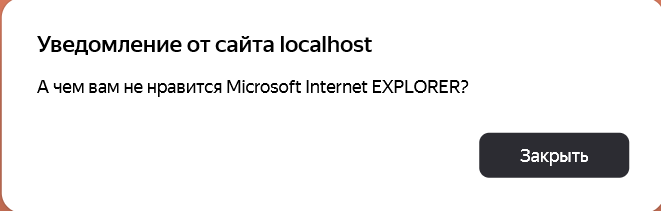 Уведомление от сайта localhost
А чем вам не нравится Microsoft Internet EXPLORER?
Закрыть